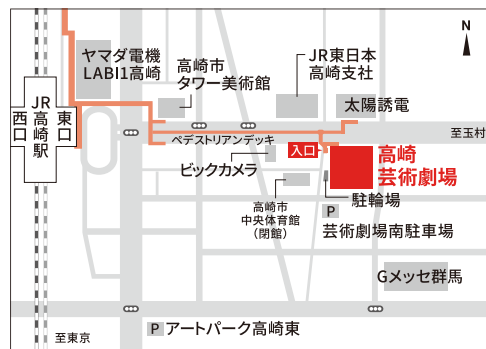 ヤマダ電機
LABI1高崎
高崎市
タワー美術館
JR東日本
高崎支社
太陽誘電
N
西口
JR高崎駅
東口
ペデストリアンデッキ
至玉村
ビックカメラ
入口
高崎
芸術劇場
高崎市
中央体育館
(閉館)
駐輪場
P
芸術劇場南駐車場
Gメッセ群馬
至東京
P アートパーク高崎東